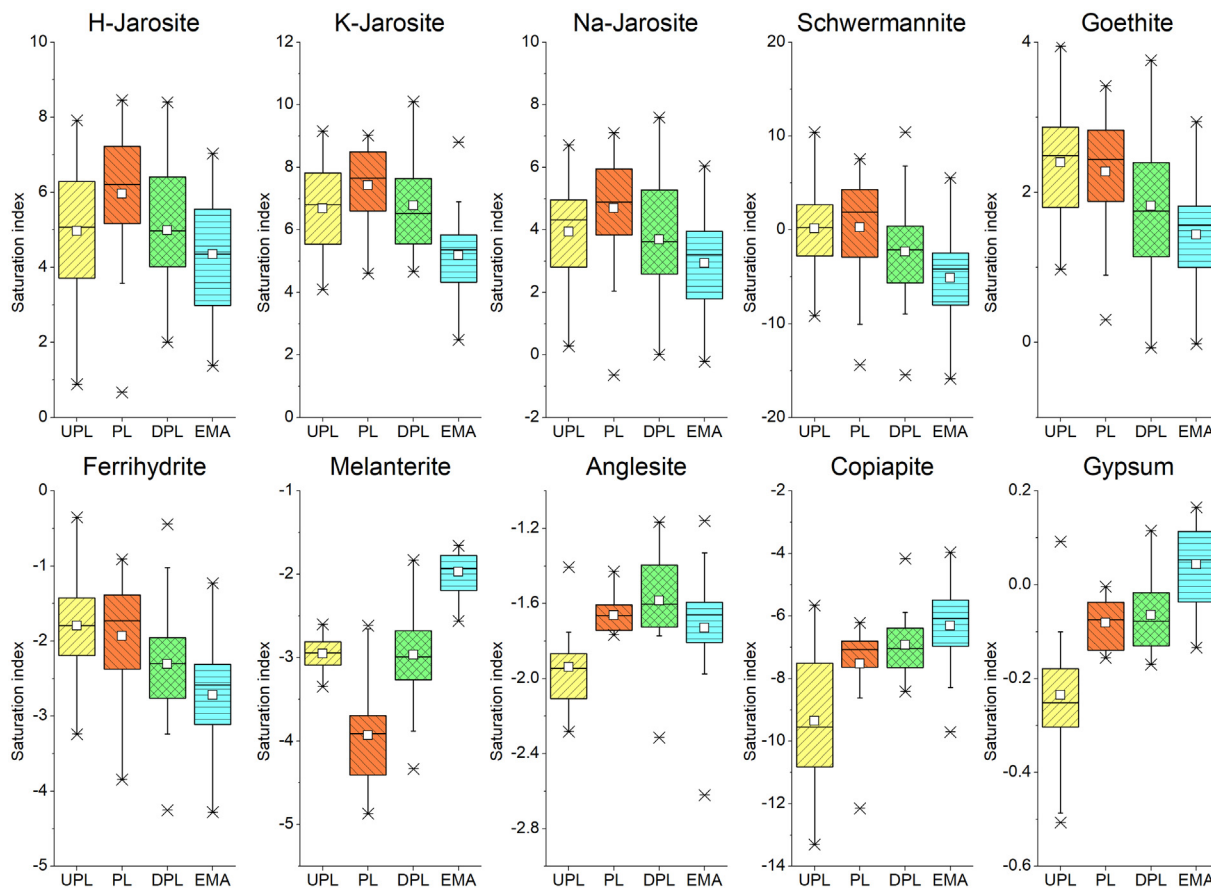 H-Jarosite
K-Jarosite
Na-Jarosite
Schwermannite
Goethite
10
8
6
4
2
0
Saturation index
UPL PL DPL EMA
12
10
8
6
4
2
0
Saturation index
UPL PL DPL EMA
10
8
6
4
2
0
-2
Saturation index
UPL PL DPL EMA
20
10
0
-10
-20
Saturation index
UPL PL DPL EMA
4
2
0
Saturation index
UPL PL DPL EMA
Ferrihydrite
Melanterite
Anglesite
Copiapite
Gypsum
0
-1
-2
-3
-4
-5
Saturation index
UPL PL DPL EMA
-1
-2
-3
-4
-5
Saturation index
UPL PL DPL EMA
-1.2
-1.6
-2.0
-2.4
-2.8
Saturation index
UPL PL DPL EMA
-2
-4
-6
-8
-10
-12
-14
Saturation index
UPL PL DPL EMA
0.2
0.0
-0.2
-0.4
-0.6
Saturation index
UPL PL DPL EMA